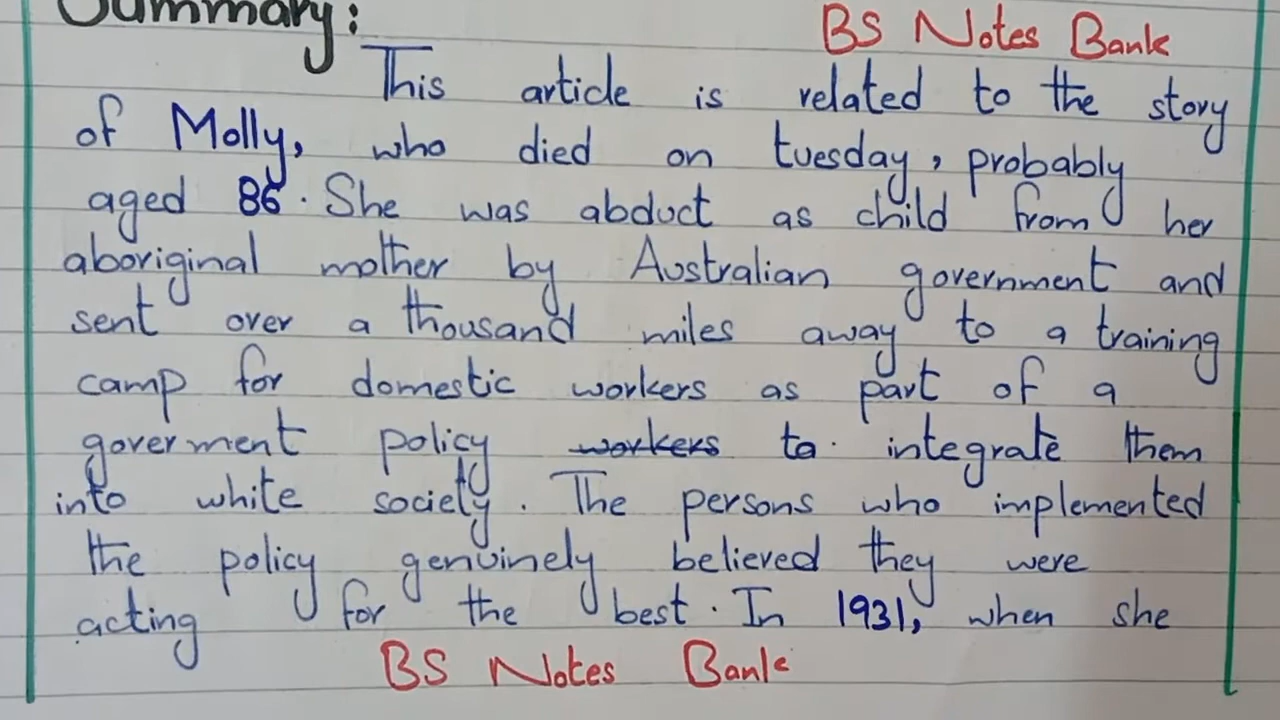 Summary:
BS Notes Bank
This article is related to the story
of Molly, who died on tuesday, probably
aged 86. She was abduct as child from her
aboriginal mother by Australian government and
sent over a thousand miles away to a training
camp for domestic workers as part of a
goverment policy workers to integrate them
into white society. The persons who implemented
the policy genuinely believed they were
acting for the best. In 1931, when she
BS Notes Bank